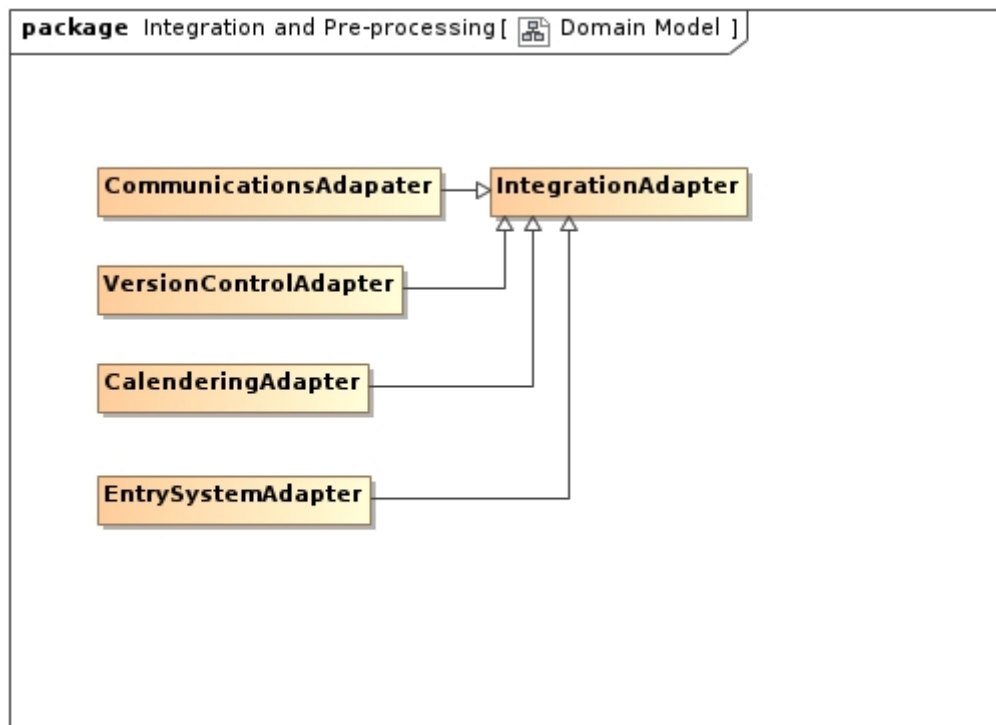 package Integration and Pre-processing[ Domain Model ]
CommunicationsAdapater
IntegrationAdapter
VersionControlAdapter
CalenderingAdapter
EntrySystemAdapter